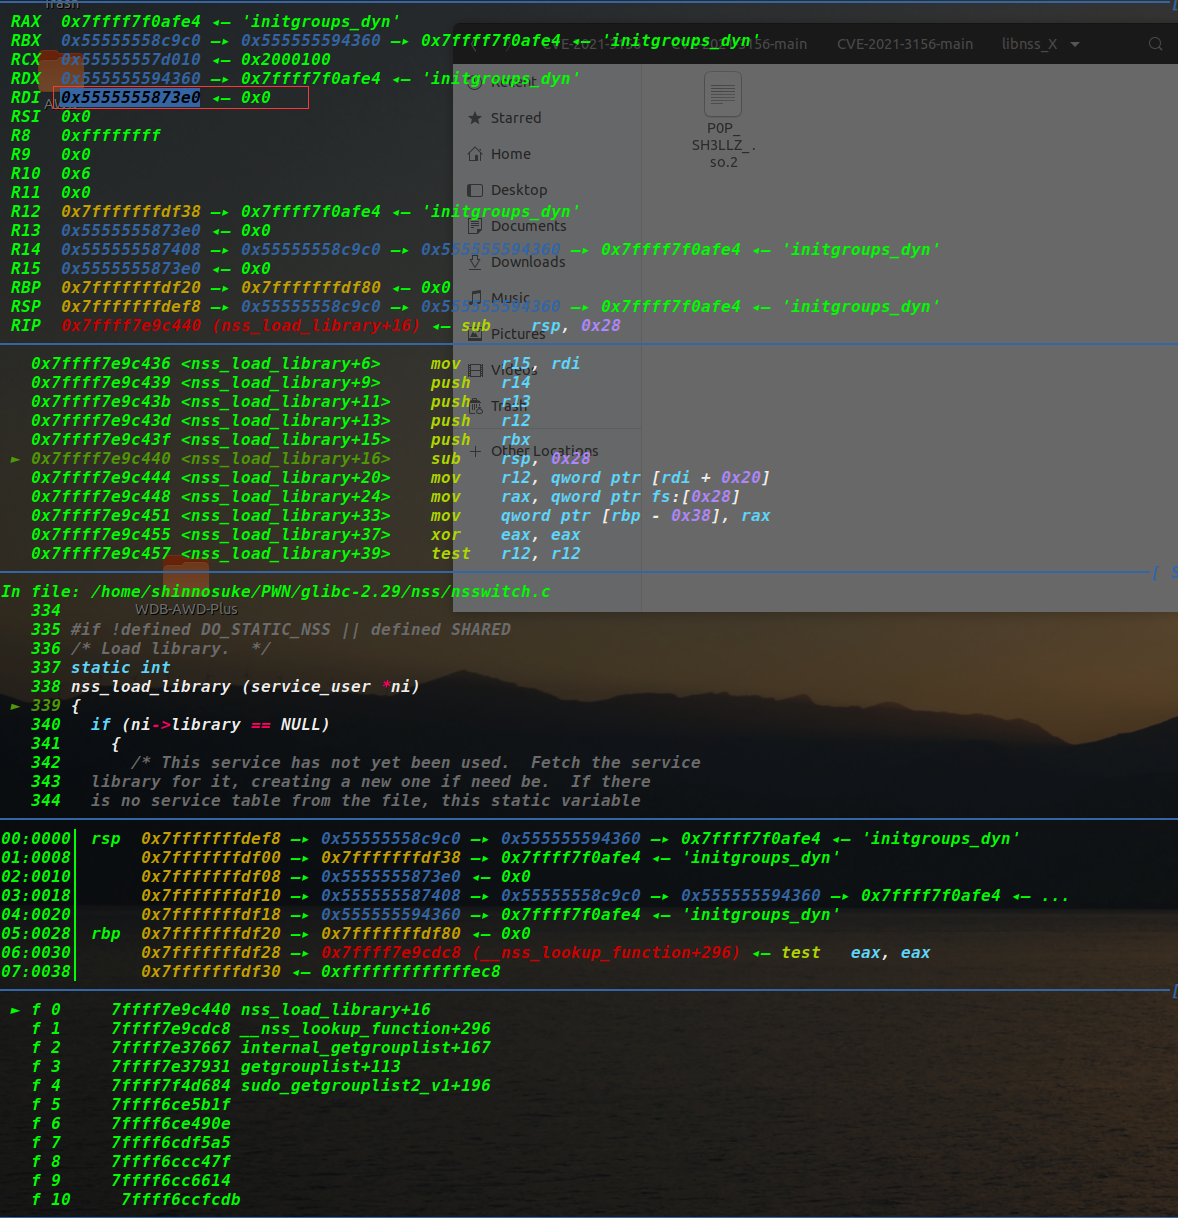 Trash
RAX 0x7ffff7f0afe4 ◂— 'initgroups_dyn'
RBX 0x55555558c9c0 —▸ 0x555555594360 —▸ 0x7ffff7f0afe4 ◂— 'initgroups_dyn'
CVE-2021-3156-main CVE-2021-3156-main libnss_X
RCX 0x55555557d010 ◂— 0x2000100
RDX 0x555555594360 —▸ 0x7ffff7f0afe4 ◂— 'initgroups_dyn'
RDI 0x5555555873e0 ◂— 0x0
RSI 0x0
R8 0xffffffff
R9 0x0
R10 0x6
R11 0x0
R12 0x7fffffffdf38 —▸ 0x7ffff7f0afe4 ◂— 'initgroups_dyn'
R13 0x5555555873e0 ◂— 0x0
R14 0x555555587408 —▸ 0x55555558c9c0 —▸ 0x555555594360 —▸ 0x7ffff7f0afe4 ◂— 'initgroups_dyn'
R15 0x5555555873e0 ◂— 0x0
RBP 0x7fffffffdf20 —▸ 0x7fffffffdf80 ◂— 0x0
RSP 0x7fffffffdef8 —▸ 0x55555558c9c0 —▸ 0x555555594360 —▸ 0x7ffff7f0afe4 ◂— 'initgroups_dyn'
RIP 0x7ffff7e9c440 (nss_load_library+16) ◂— sub rsp, 0x28
Starred
Home
Desktop
Documents
Downloads
Music
Pictures
Videos
Trash
+ Other Locations
P0P_
SH3LLZ_.
so.2
0x7ffff7e9c436 <nss_load_library+6> mov r15, rdi
0x7ffff7e9c439 <nss_load_library+9> push r14
0x7ffff7e9c43b <nss_load_library+11> push r13
0x7ffff7e9c43d <nss_load_library+13> push r12
0x7ffff7e9c43f <nss_load_library+15> push rbx
► 0x7ffff7e9c440 <nss_load_library+16> sub rsp, 0x28
0x7ffff7e9c444 <nss_load_library+20> mov r12, qword ptr [rdi + 0x20]
0x7ffff7e9c448 <nss_load_library+24> mov rax, qword ptr fs:[0x28]
0x7ffff7e9c451 <nss_load_library+33> mov qword ptr [rbp - 0x38], rax
0x7ffff7e9c455 <nss_load_library+37> xor eax, eax
0x7ffff7e9c457 <nss_load_library+39> test r12, r12
[ S
In file: /home/shinnosuke/PWN/glibc-2.29/nss/nsswitch.c
WDB-AWD-Plus
334
335 #if !defined DO_STATIC_NSS || defined SHARED
336 /* Load library. */
337 static int
338 nss_load_library (service_user *ni)
► 339 {
340 if (ni->library == NULL)
341 {
342 /* This service has not yet been used. Fetch the service
343 library for it, creating a new one if need be. If there
344 is no service table from the file, this static variable
00:0000│ rsp 0x7fffffffdef8 —▸ 0x55555558c9c0 —▸ 0x555555594360 —▸ 0x7ffff7f0afe4 ◂— 'initgroups_dyn'
01:0008│ 0x7fffffffdf00 —▸ 0x7fffffffdf38 —▸ 0x7ffff7f0afe4 ◂— 'initgroups_dyn'
02:0010│ 0x7fffffffdf08 —▸ 0x5555555873e0 ◂— 0x0
03:0018│ 0x7fffffffdf10 —▸ 0x555555587408 —▸ 0x55555558c9c0 —▸ 0x555555594360 —▸ 0x7ffff7f0afe4 ◂— ...
04:0020│ 0x7fffffffdf18 —▸ 0x555555594360 —▸ 0x7ffff7f0afe4 ◂— 'initgroups_dyn'
05:0028│ rbp 0x7fffffffdf20 —▸ 0x7fffffffdf80 ◂— 0x0
06:0030│ 0x7fffffffdf28 —▸ 0x7ffff7e9cdc8 (__nss_lookup_function+296) ◂— test eax, eax
07:0038│ 0x7fffffffdf30 ◂— 0xfffffffffffffec8
[
► f 0 7ffff7e9c440 nss_load_library+16
f 1 7ffff7e9cdc8 __nss_lookup_function+296
f 2 7ffff7e37667 internal_getgrouplist+167
f 3 7ffff7e37931 getgrouplist+113
f 4 7ffff7f4d684 sudo_getgrouplist2_v1+196
f 5 7ffff6ce5b1f
f 6 7ffff6ce490e
f 7 7ffff6cdf5a5
f 8 7ffff6ccc47f
f 9 7ffff6cc6614
f 10 7ffff6ccfcdb